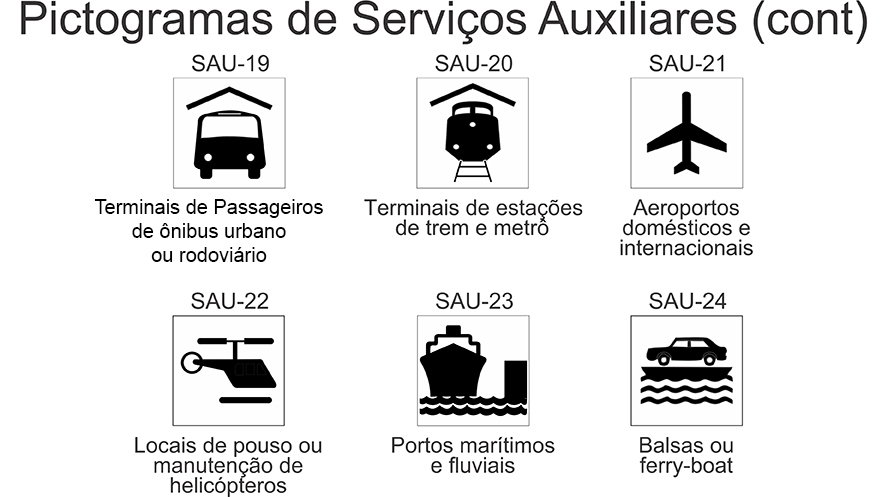 Pictogramas de Serviços Auxiliares (cont)
SAU-19
SAU-20
SAU-21
Terminais de Passageiros
de ônibus urbano
ou rodoviário
Terminais de estações
de trem e metrô
Aeroportos
domésticos e
internacionais
SAU-22
SAU-23
SAU-24
Locais de pouso ou
manutenção de
helicópteros
Portos marítimos
e fluviais
Balsas ou
ferry-boat